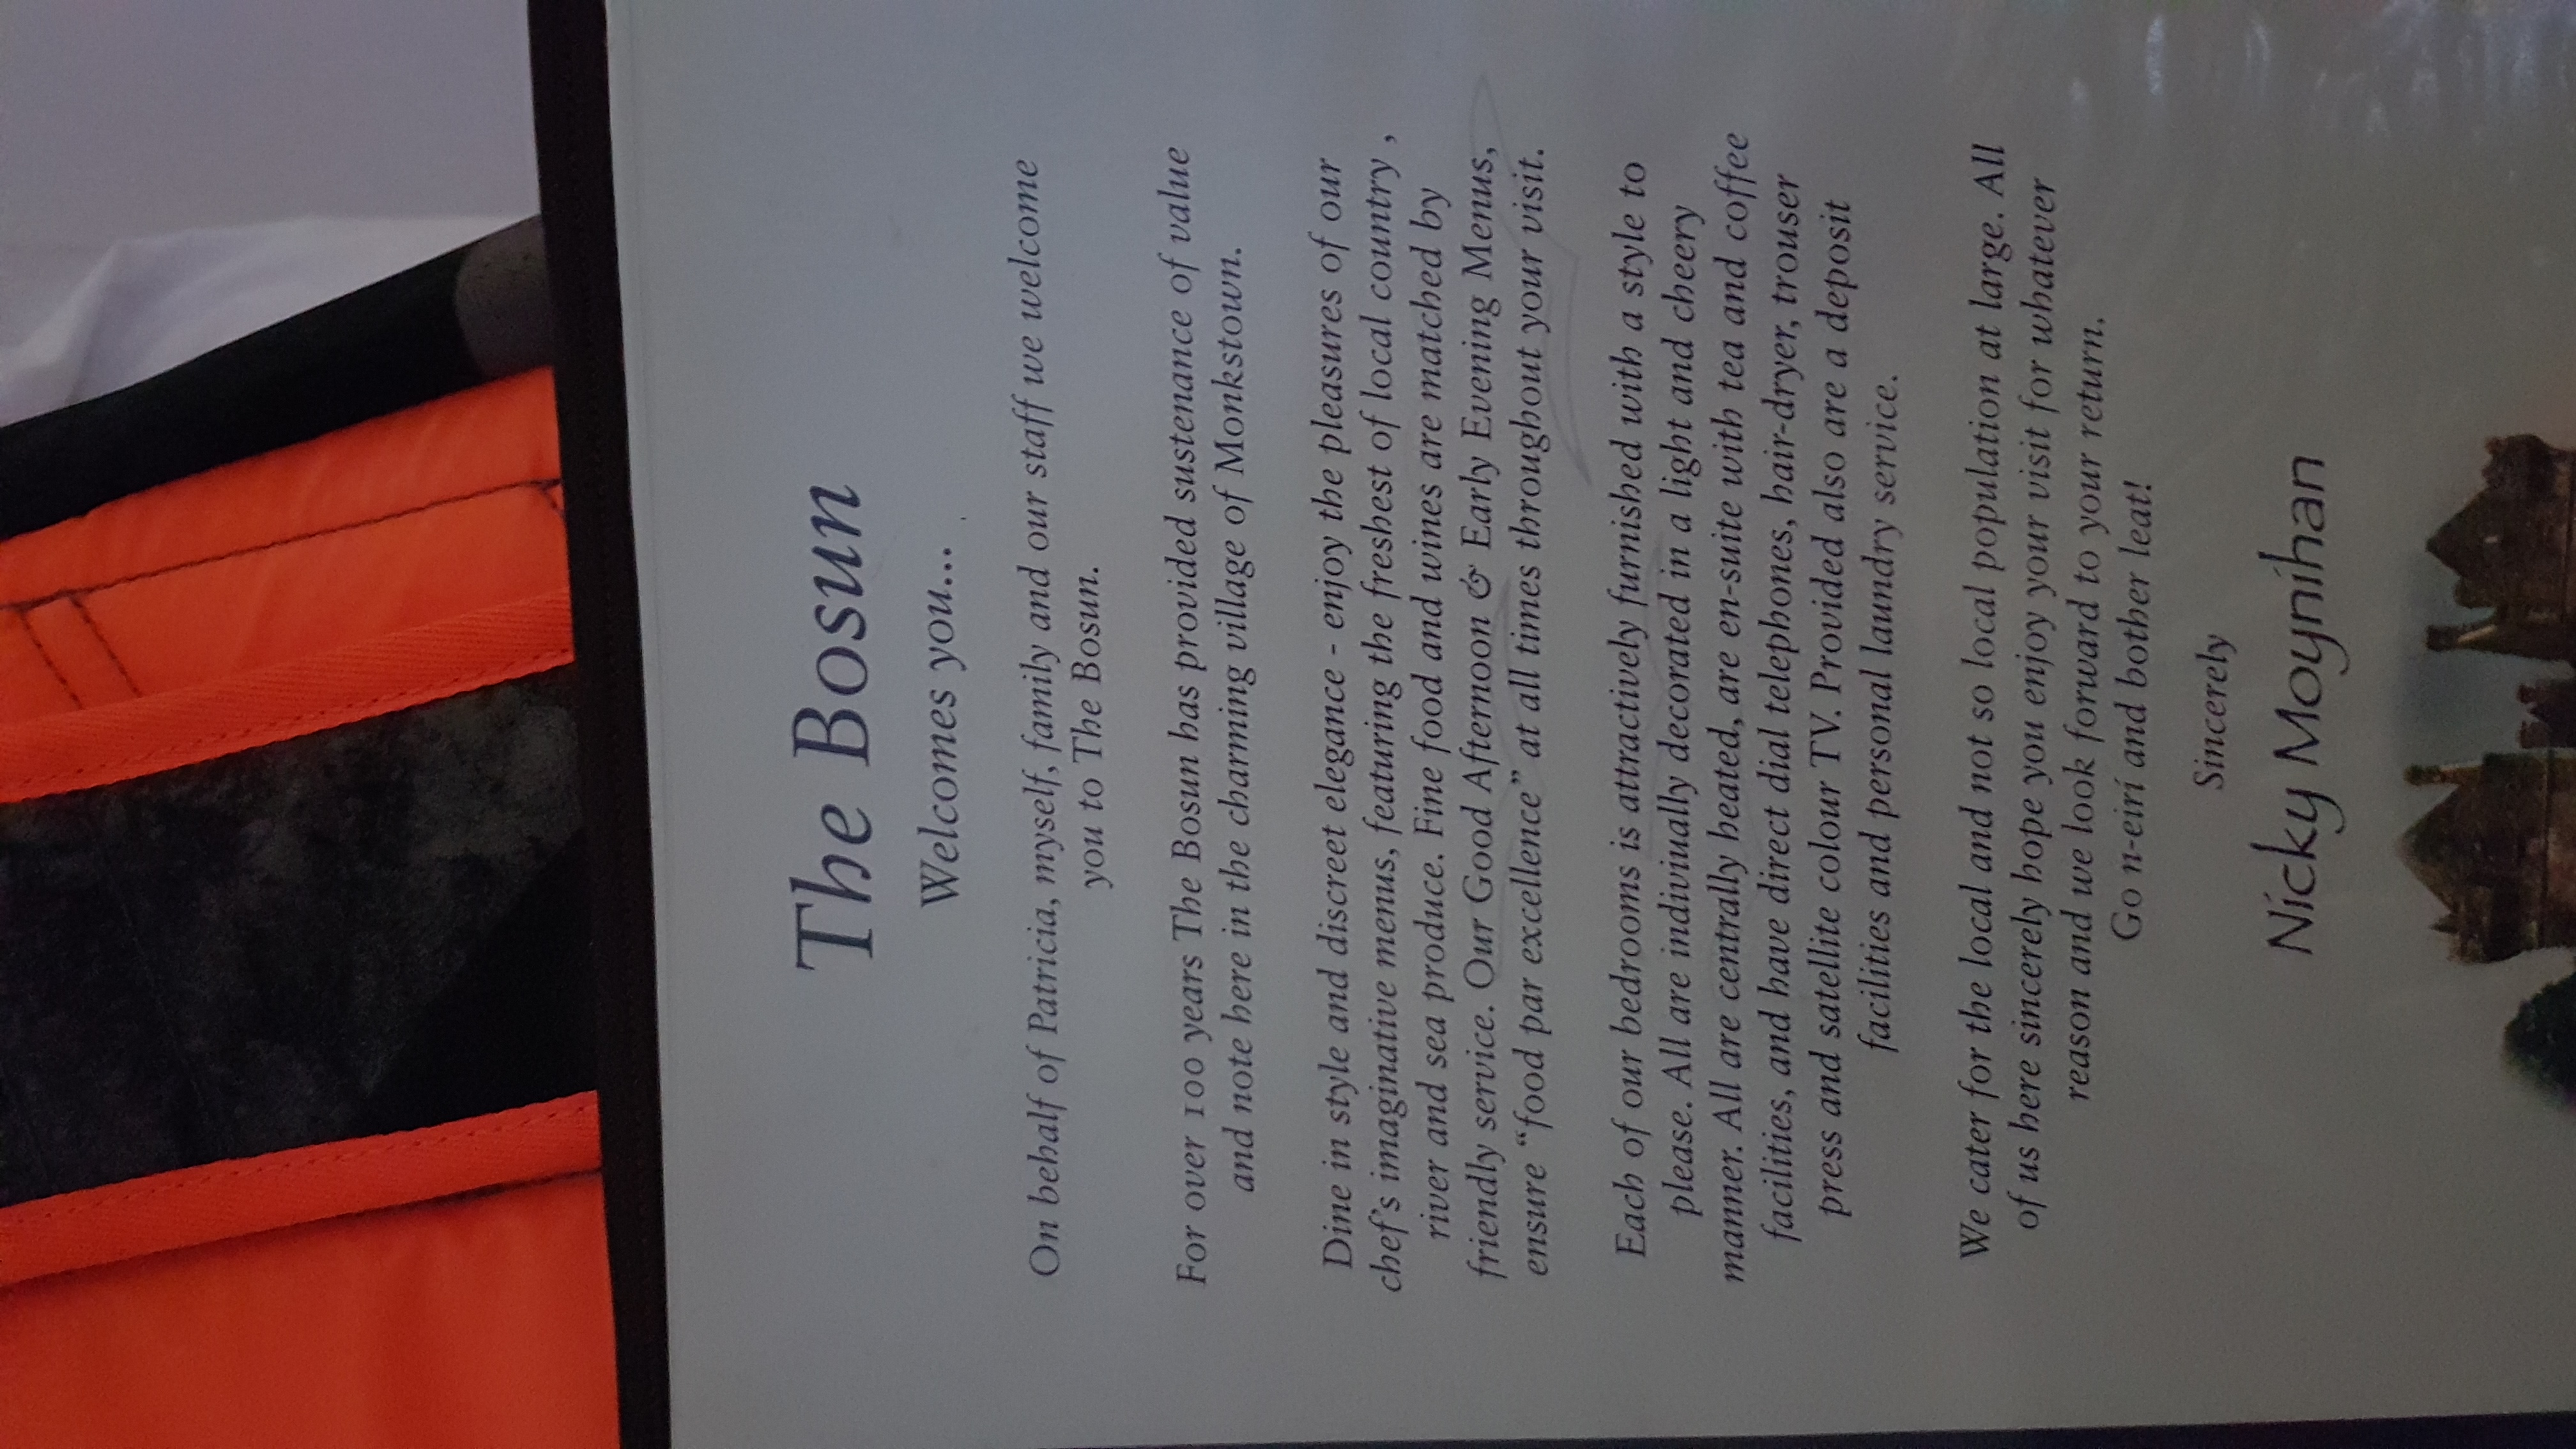 The Bosun
Welcomes you...
On behalf of Patricia, myself, family and our staff we welcome
you to The Bosun.
For over 100 years The Bosun has provided sustenance of value
and note here in the charming village of Monkstown.
Dine in style and discreet elegance - enjoy the pleasures of our
chef's imaginative menus, featuring the freshest of local country ,
river and sea produce. Fine food and wines are matched by
friendly service. Our Good Afternoon & Early Evening Menus,
ensure “food par excellence” at all times throughout your visit.
Each of our bedrooms is attractively furnished with a style to
please. All are indiviually decorated in a light and cheery
manner. All are centrally heated, are en-suite with tea and coffee
facilities, and have direct dial telephones, hair-dryer, trouser
press and satellite colour TV. Provided also are a deposit
facilities and personal laundry service.
We cater for the local and not so local population at large. All
of us here sincerely hope you enjoy your visit for whatever
reason and we look forward to your return.
Go n-eirí and bother leat!
Sincerely
Nicky Moynihan